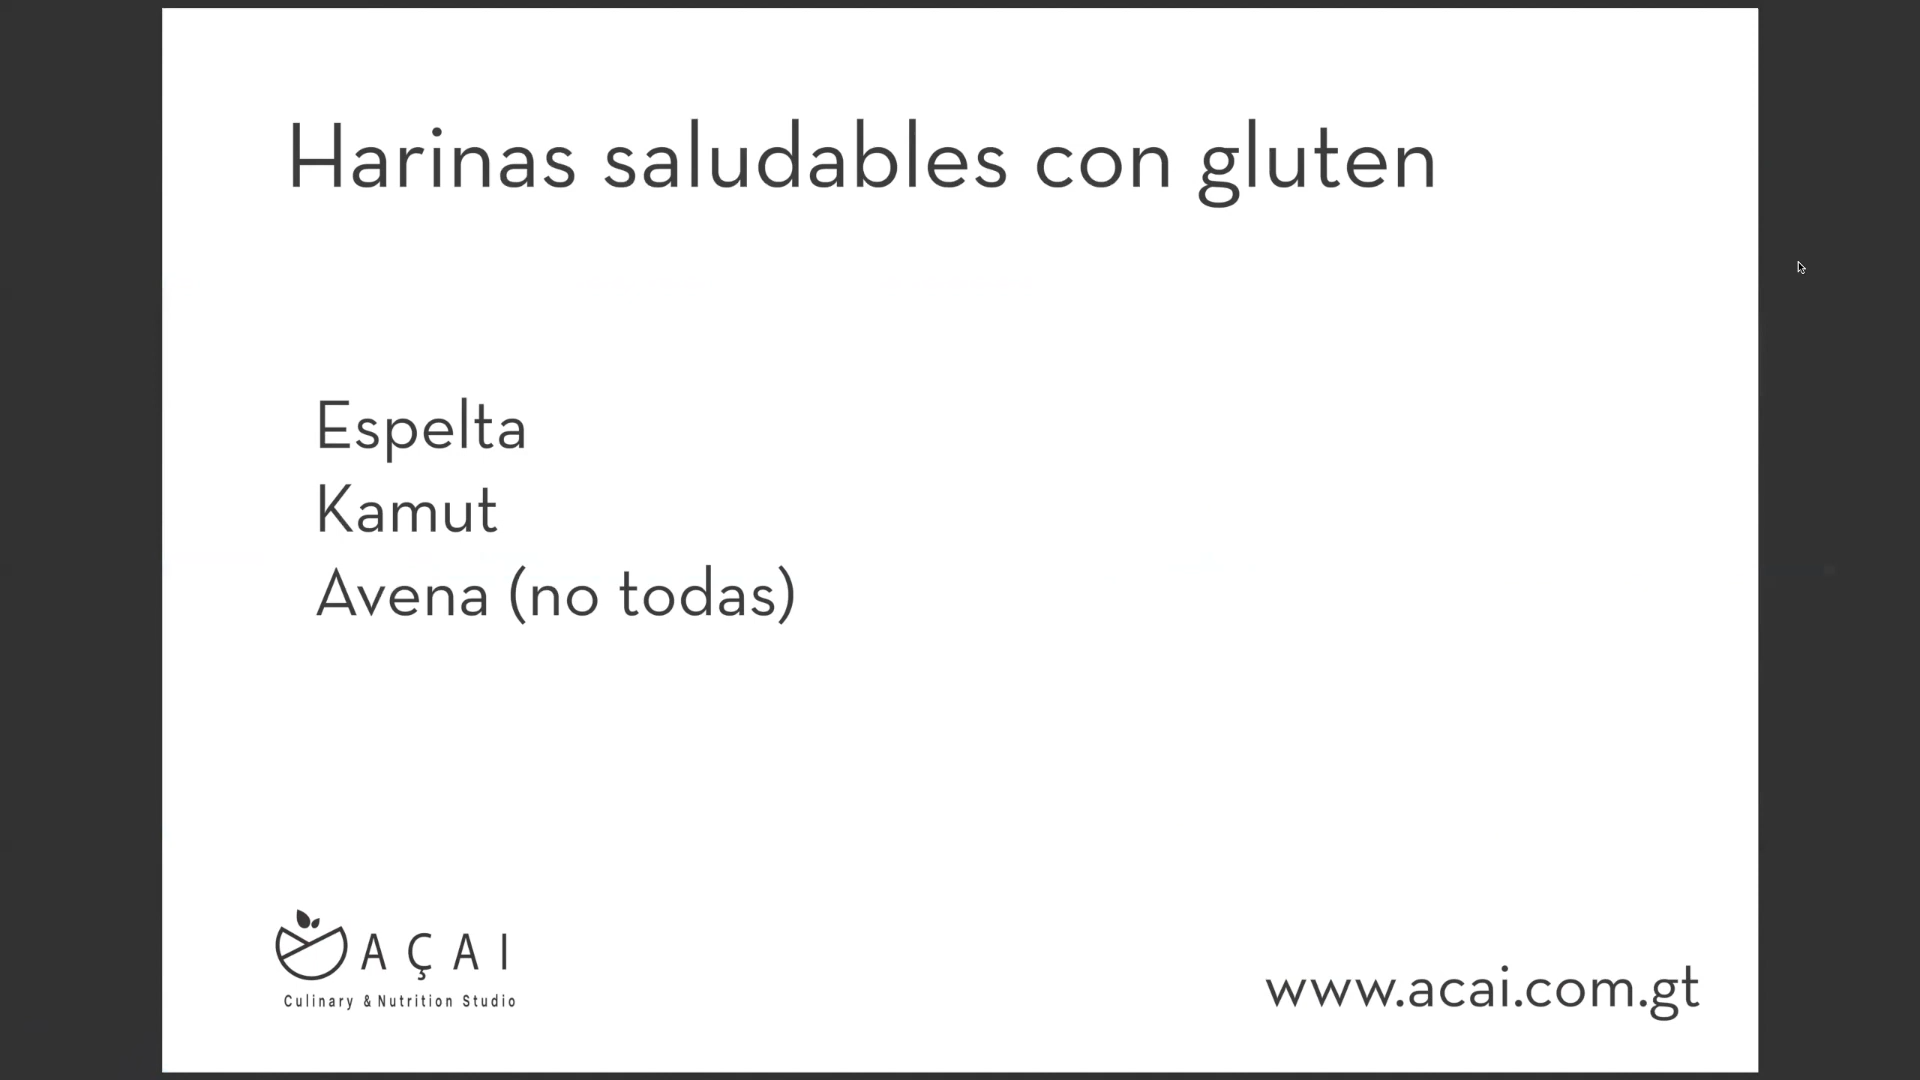 Harinas saludables con gluten
Espelta
Kamut
Avena (no todas)
AÇAI
Culinary & Nutrition Studio
www.acai.com.gt